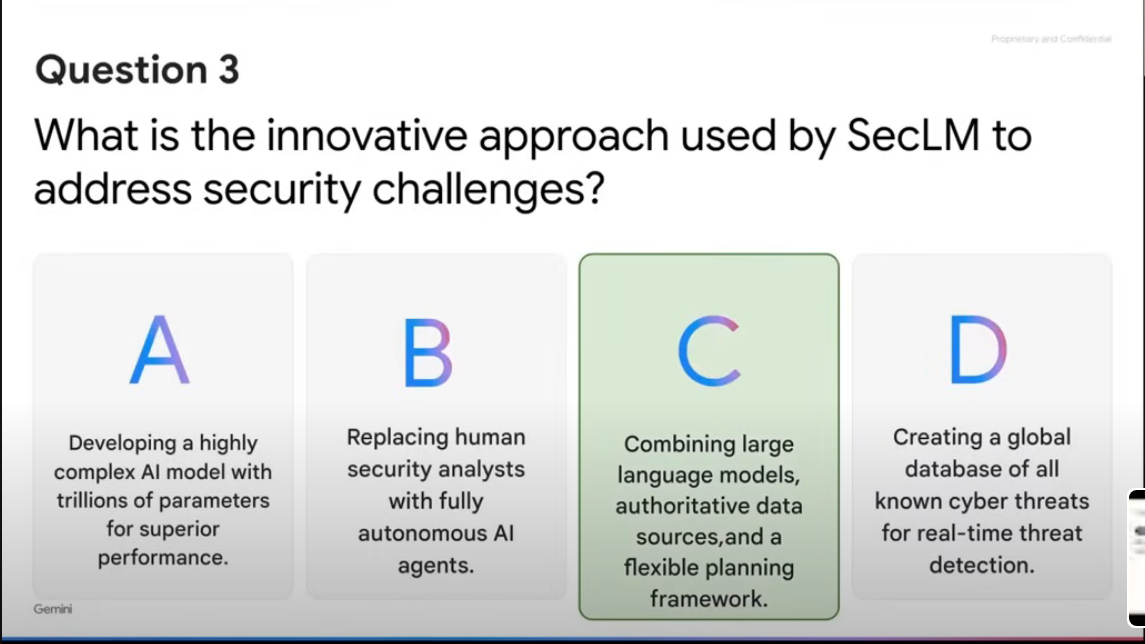 Proprietary and Confidential
Question 3
What is the innovative approach used by SecLM to
address security challenges?
A
Developing a highly
complex AI model with
trillions of parameters
for superior
performance.
B
Replacing human
security analysts
with fully
autonomous AI
agents.
C
Combining large
language models,
authoritative data
sources,and a
flexible planning
framework.
D
Creating a global
database of all
known cyber threats
for real-time threat
detection.
Gemini